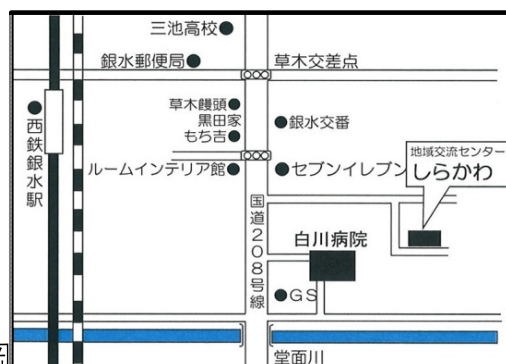 三池高校
銀水郵便局
草木交差点
草木饅頭
黒田家
もち吉
銀水交番
西鉄銀水駅
ルームインテリア館
セブンイレブン
地域交流センター
しらかわ
国道208号線
白川病院
GS
堂面川